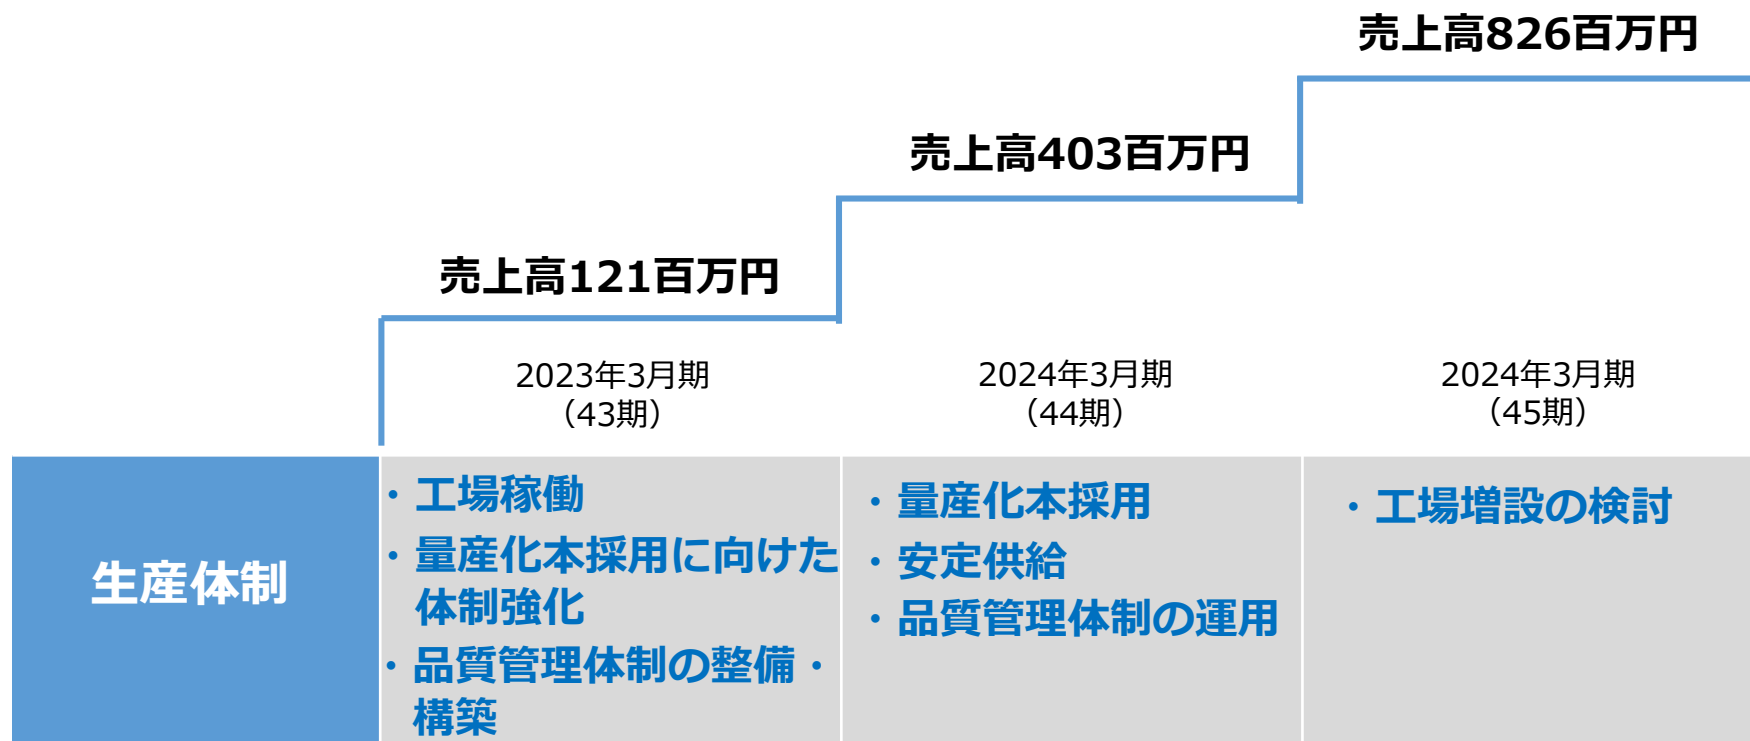 売上高826百万円
売上高403百万円
売上高121百万円
2023年3月期
（43期）
2024年3月期
（44期）
2024年3月期
（45期）
生産体制
・工場稼働
・量産化本採用に向けた
体制強化
・品質管理体制の整備・
構築
・量産化本採用
・安定供給
・品質管理体制の運用
・工場増設の検討